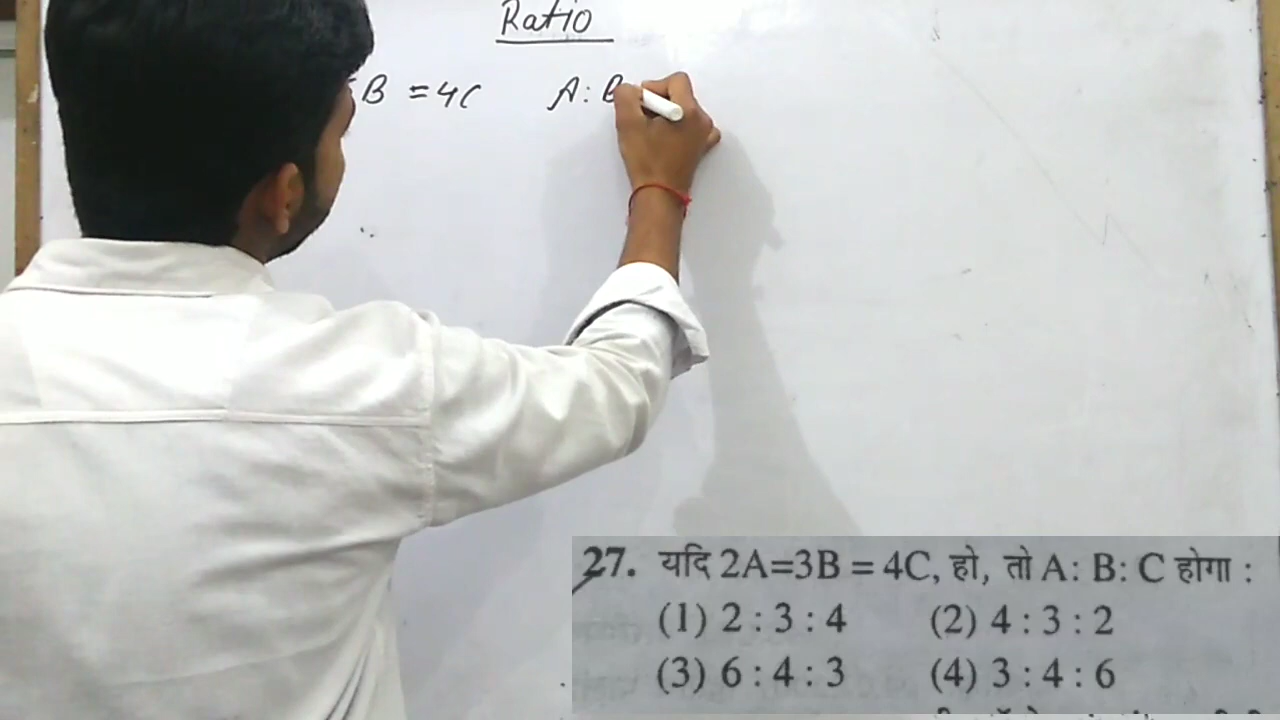 Ratio
B = 4C A : B
27. यदि 2A=3B = 4C, हो, तो A: B: C होगा :
(1) 2 : 3 : 4 (2) 4 : 3 : 2
(3) 6 : 4 : 3 (4) 3 : 4 : 6